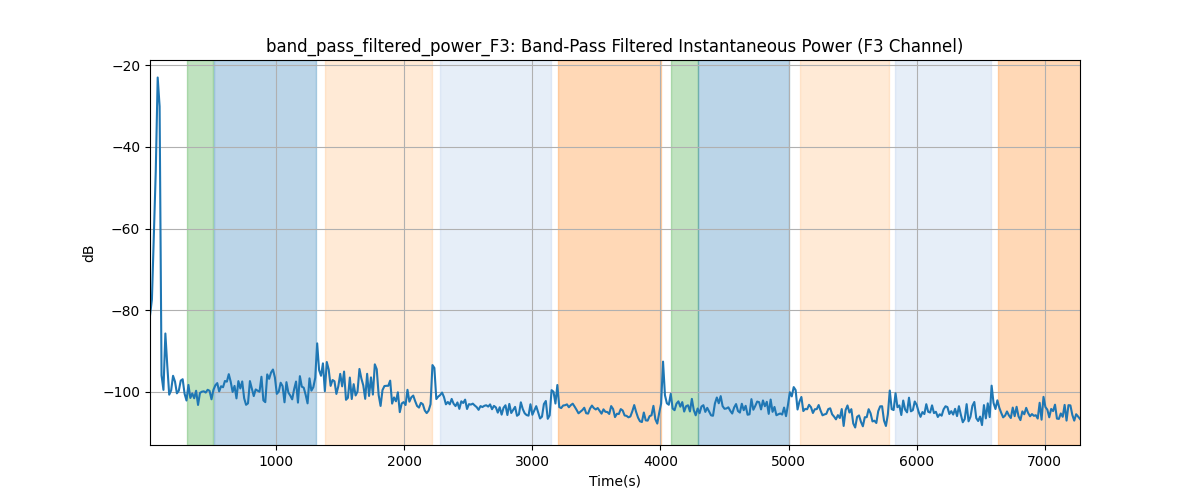 band_pass_filtered_power_F3: Band-Pass Filtered Instantaneous Power (F3 Channel)
−20
−40
−60
−80
−100
dB
1000 2000 3000 4000 5000 6000 7000
Time(s)